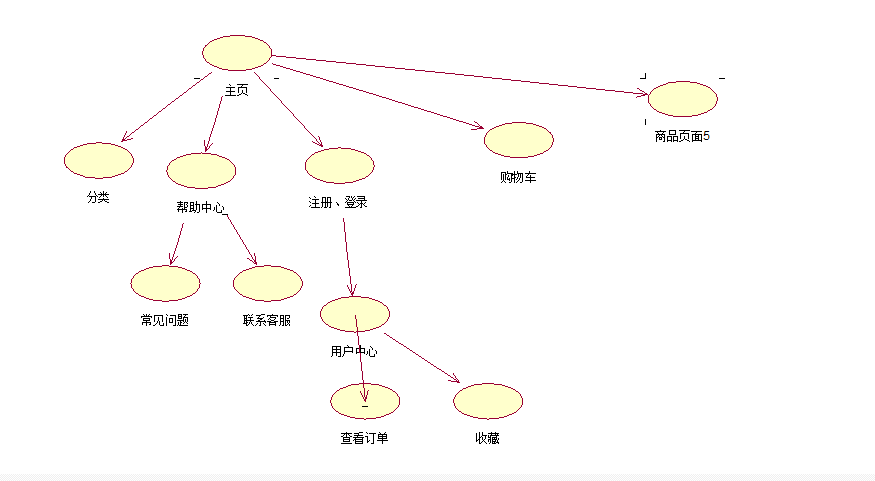 主页
商品页面5
购物车
分类
帮助中心
注册、登录
常见问题
联系客服
用户中心
查看订单
收藏